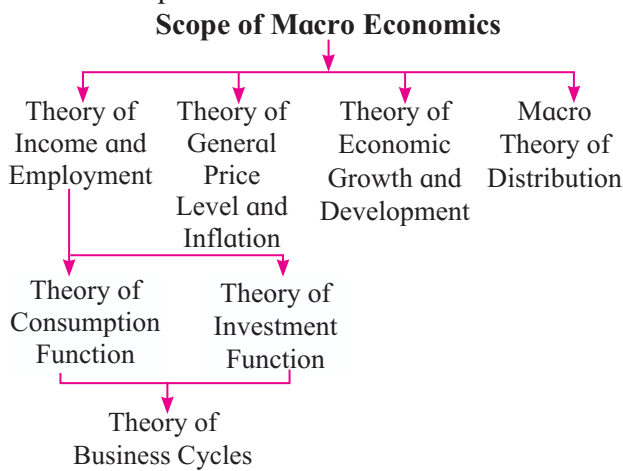 Scope of Macro Economics
Theory of
Income and
Employment
Theory of
General
Price
Level and
Inflation
Theory of
Economic
Growth and
Development
Macro
Theory of
Distribution
Theory of
Consumption
Function
Theory of
Investment
Function
Theory of
Business Cycles